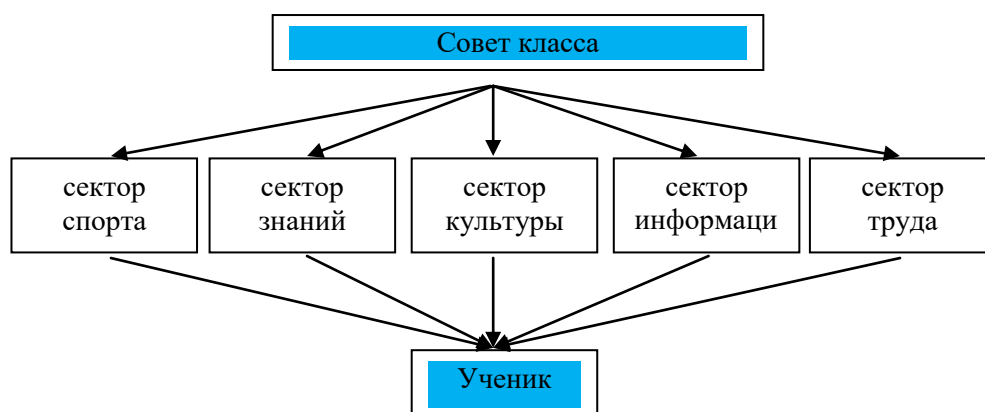 Совет класса
сектор
спорта
сектор
знаний
сектор
культуры
сектор
информаци
сектор
труда
Ученик